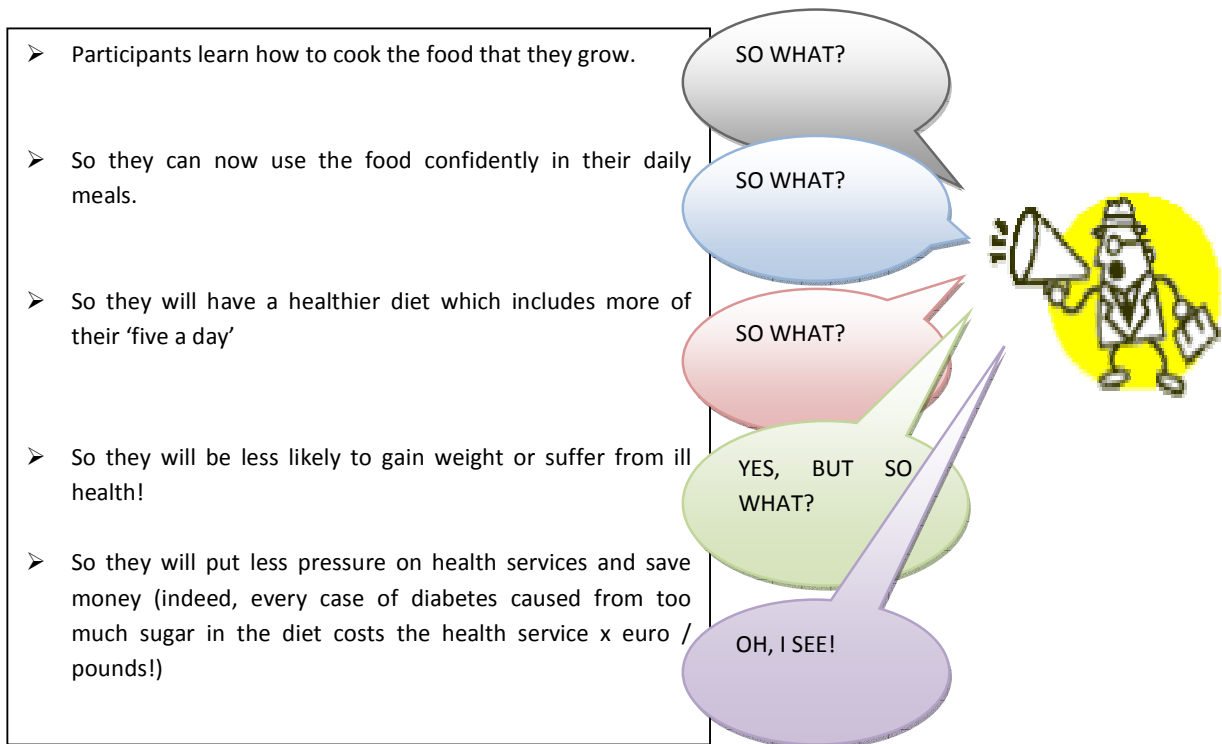 ➢ Participants learn how to cook the food that they grow.
SO WHAT?
➢ So they can now use the food confidently in their daily
meals.
SO WHAT?
➢ So they will have a healthier diet which includes more of
their ‘five a day’
SO WHAT?
➢ So they will be less likely to gain weight or suffer from ill
health!
YES, BUT SO
WHAT?
➢ So they will put less pressure on health services and save
money (indeed, every case of diabetes caused from too
much sugar in the diet costs the health service x euro /
pounds!)
OH, I SEE!